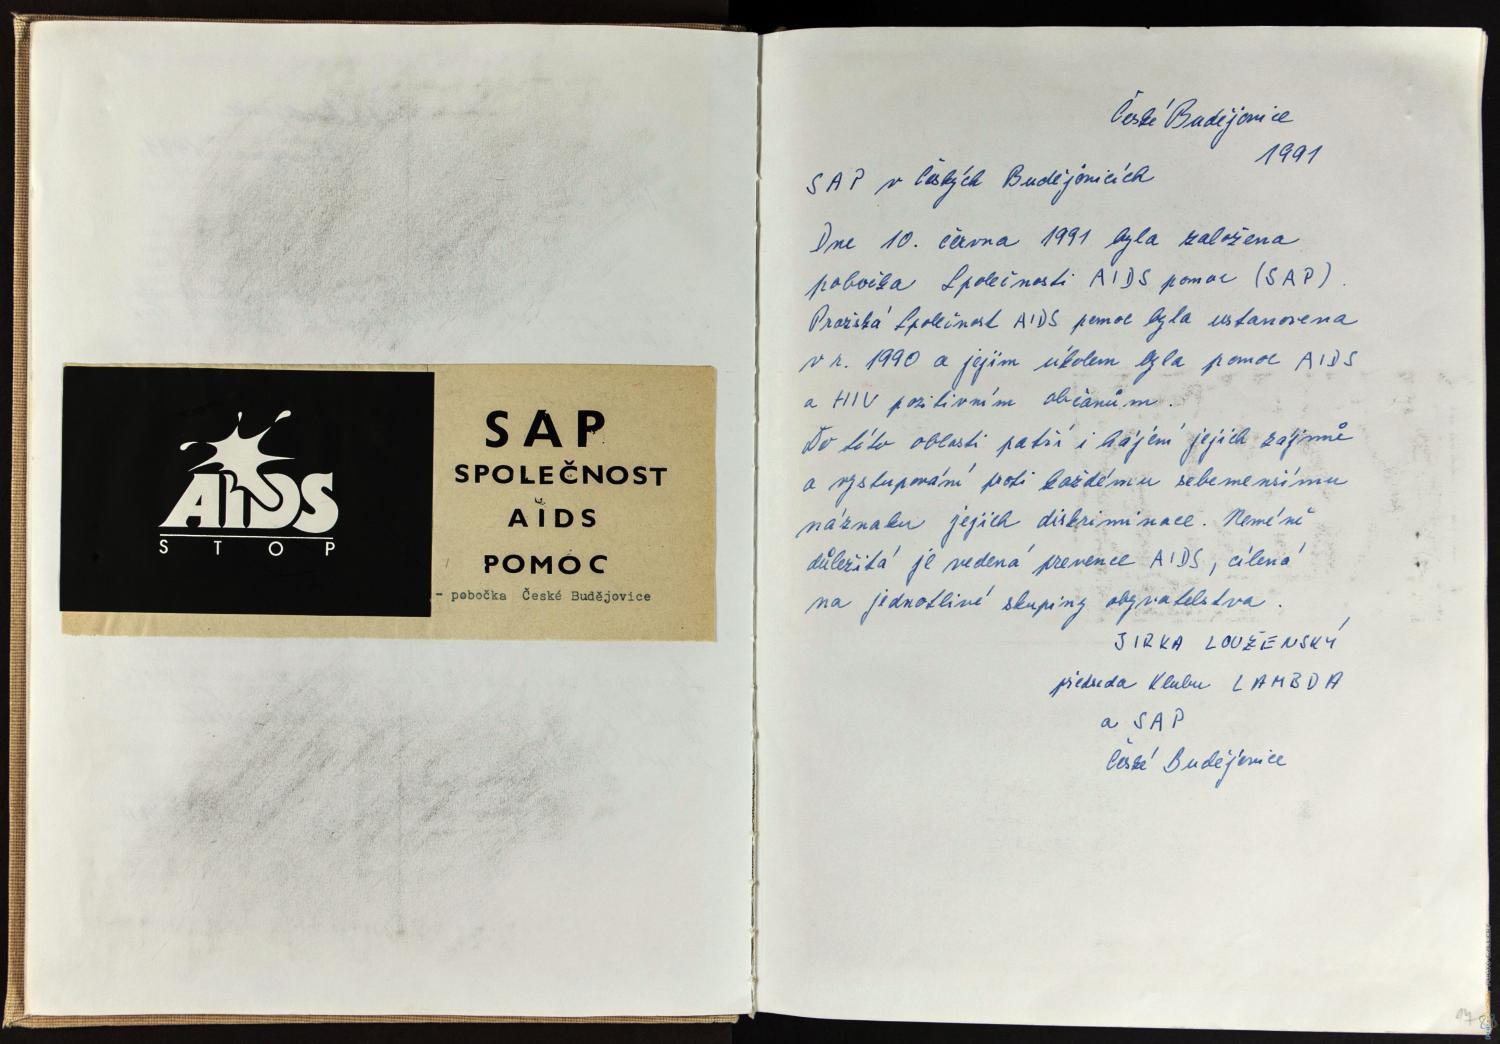 AIDS
STOP
SAP
SPOLEČNOST
AIDS
POMOC
- pobočka České Budějovice
České Budějovice
1991
SAP v Českých Budějovicích
Dne 10. června 1991 byla založena
pobočka Společnosti AIDS pomoc (SAP).
Pražská Společnost AIDS pomoc byla ustanovena
v r. 1990 a jejím úkolem byla pomoc AIDS
a HIV pozitivním občanům.
Do této oblasti patří i hájení jejich zájmů
a vystupování proti každému sebemenšímu
náznaku jejich diskriminace. Neméně
důležitá je vedená prevence AIDS, cílená
na jednotlivé skupiny obyvatelstva.
JIRKA LOUŽENSKÝ
předseda Klubu LAMBDA
a SAP
České Budějovice